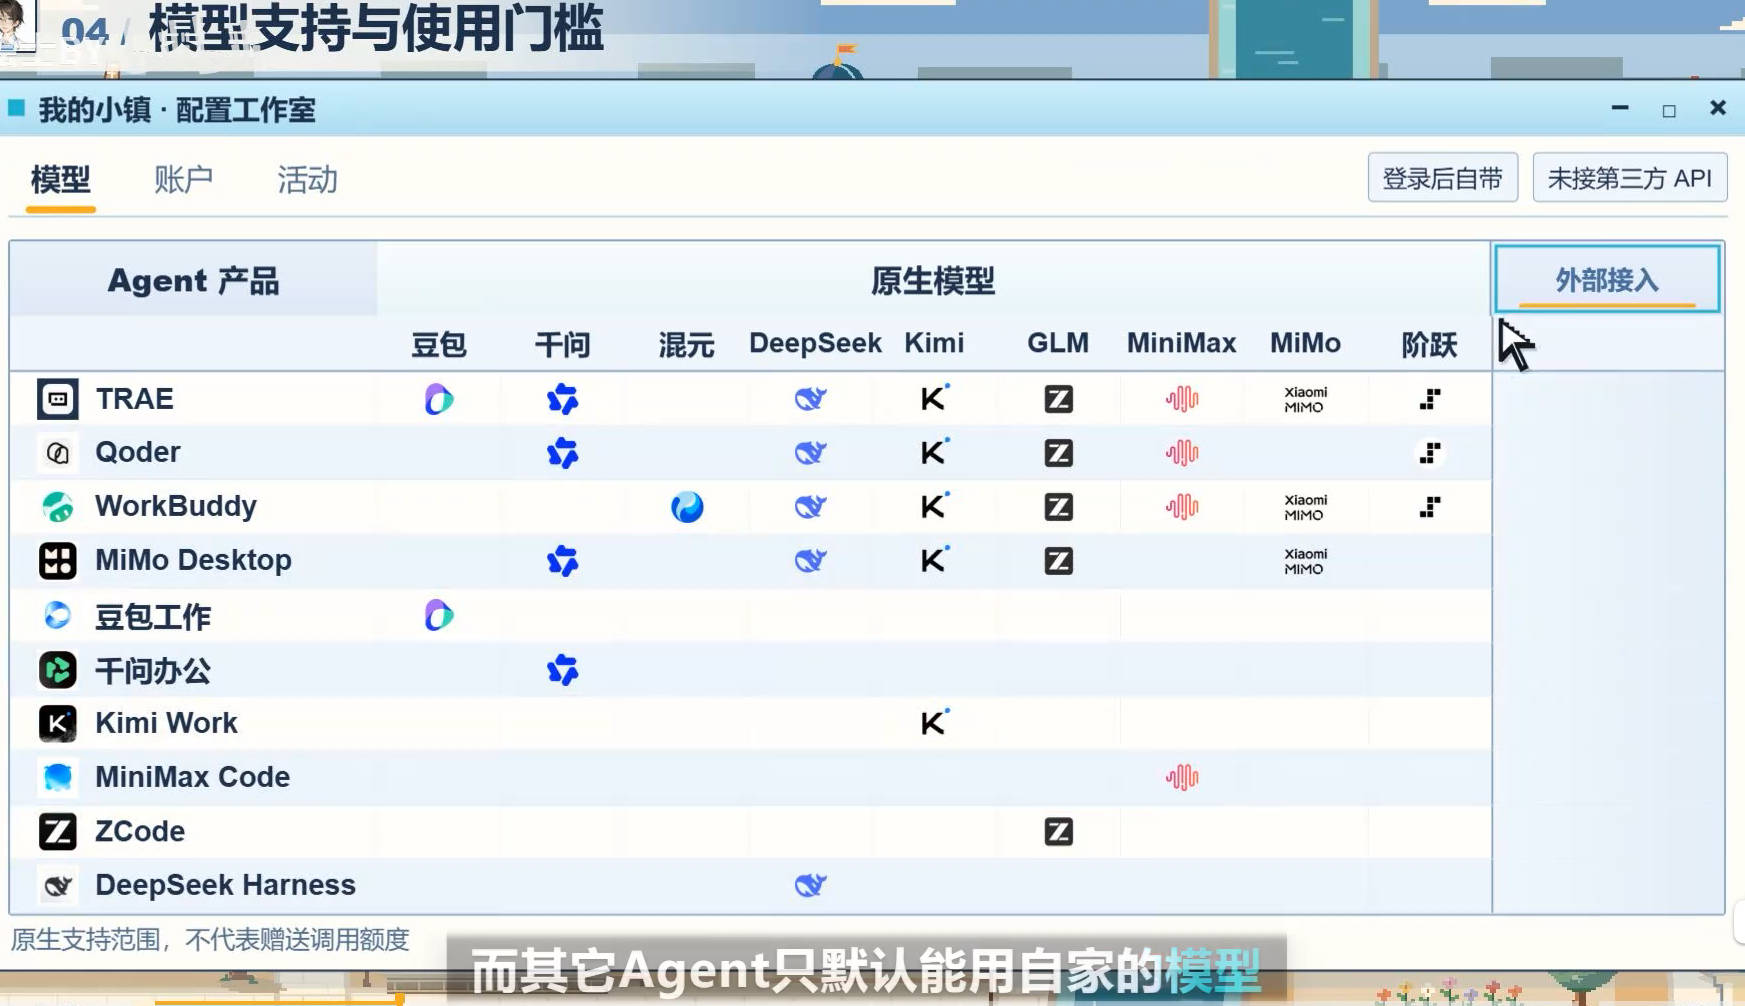 04 / 模型支持与使用门槛
我的小镇 · 配置工作室
模型 账户 活动 登录后自带 未接第三方 API
Agent 产品 原生模型 外部接入
豆包 千问 混元 DeepSeek Kimi GLM MiniMax MiMo 阶跃
TRAE Xiaomi MIMO
Qoder
WorkBuddy Xiaomi MIMO
MiMo Desktop Xiaomi MIMO
豆包工作
千问办公
Kimi Work
MiniMax Code
ZCode
DeepSeek Harness
原生支持范围，不代表赠送调用额度
而其它Agent只默认能用自家的模型